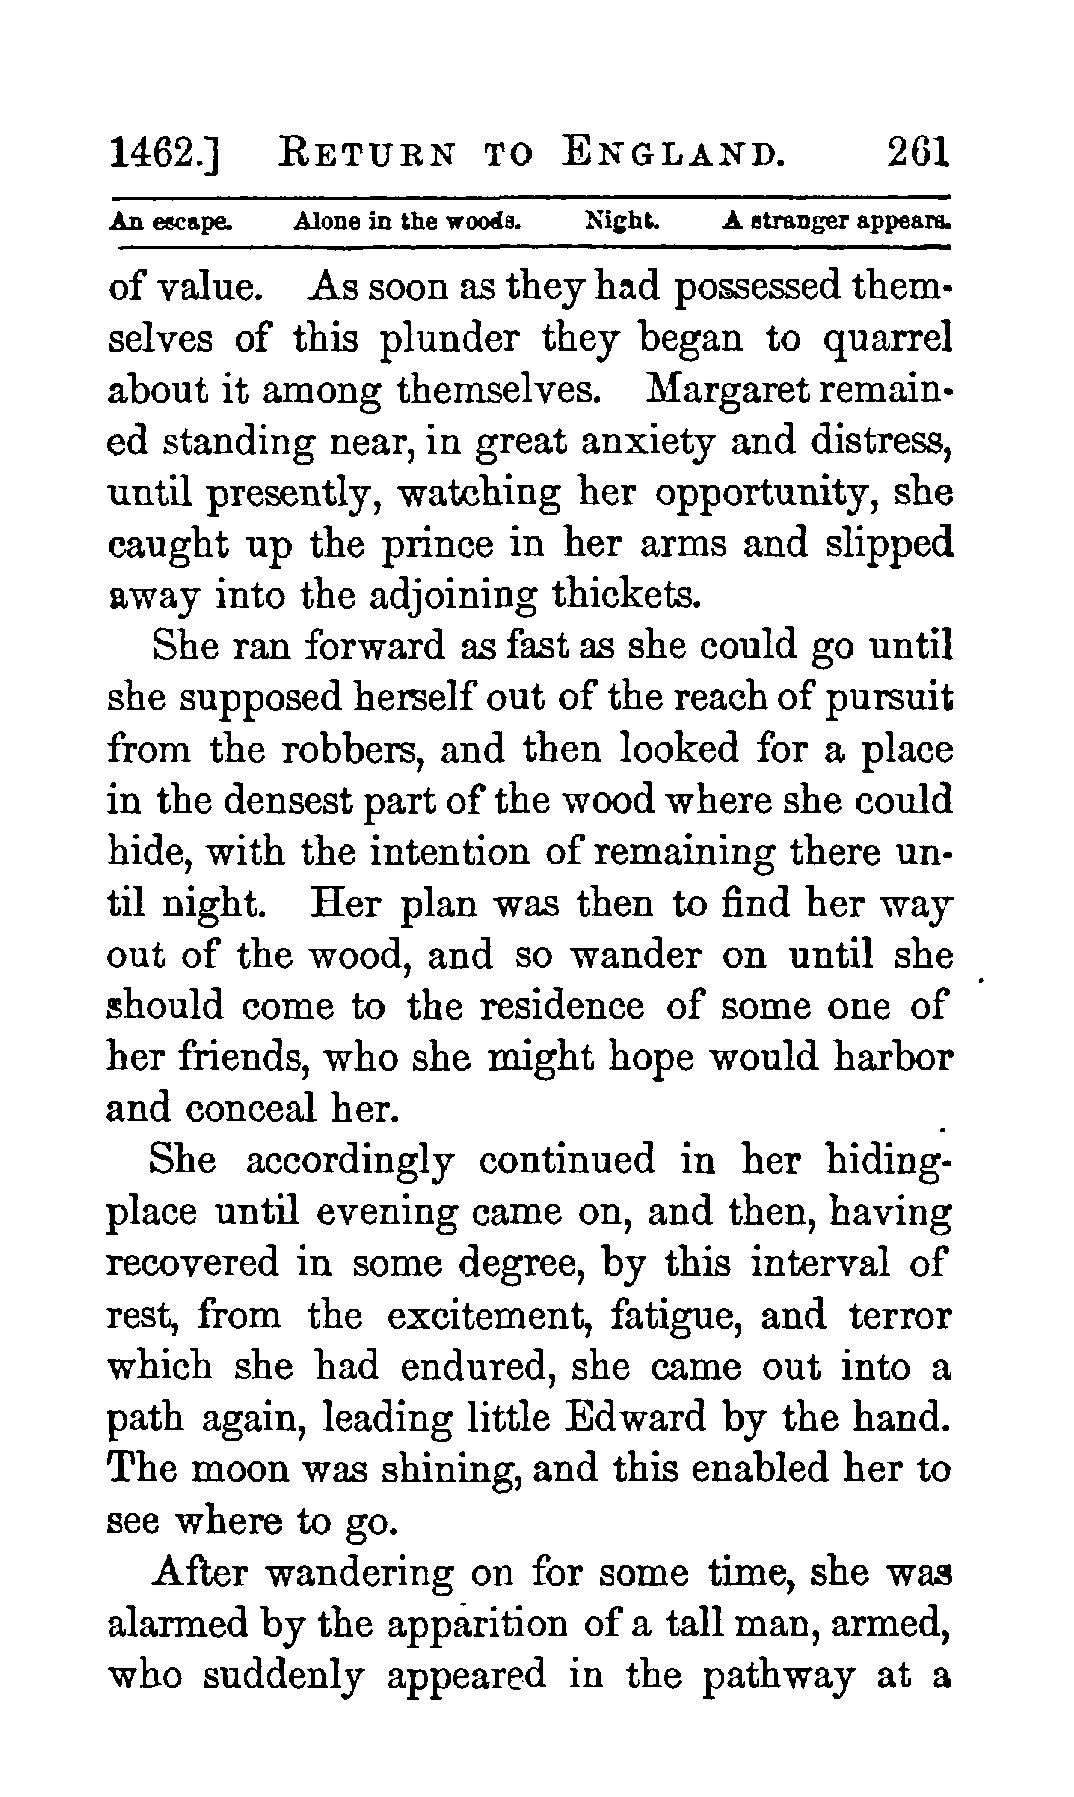 1462.] RETURN TO ENGLAND. 261
An escape. Alone in the woods. Night. A stranger appears.
of value. As soon as they had possessed them-
selves of this plunder they began to quarrel
about it among themselves. Margaret remain-
ed standing near, in great anxiety and distress,
until presently, watching her opportunity, she
caught up the prince in her arms and slipped
away into the adjoining thickets.
She ran forward as fast as she could go until
she supposed herself out of the reach of pursuit
from the robbers, and then looked for a place
in the densest part of the wood where she could
hide, with the intention of remaining there un-
til night. Her plan was then to find her way
out of the wood, and so wander on until she
should come to the residence of some one of
her friends, who she might hope would harbor
and conceal her.
She accordingly continued in her hiding-
place until evening came on, and then, having
recovered in some degree, by this interval of
rest, from the excitement, fatigue, and terror
which she had endured, she came out into a
path again, leading little Edward by the hand.
The moon was shining, and this enabled her to
see where to go.
After wandering on for some time, she was
alarmed by the apparition of a tall man, armed,
who suddenly appeared in the pathway at a